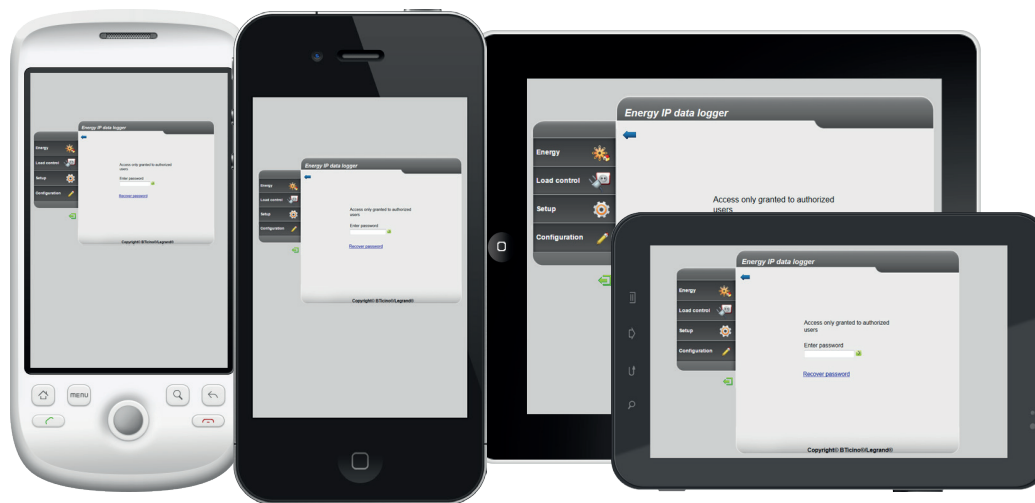 Energy IP data logger
Energy
Load control
Setup
Configuration
Access only granted to authorized
users
Enter password
Recover password
Copyright© BTicino®/Legrand®
MENU
Energy IP data logger
Energy
Load control
Setup
Configuration
Access only granted to authorized
users
Enter password
Recover password
Copyright© BTicino®/Legrand®
Energy IP data logger
Energy
Load control
Setup
Configuration
Access only granted to authorized
users
Energy IP data logger
Energy
Load control
Setup
Configuration
Access only granted to authorized
users
Enter password
Recover password
Copyright© BTicino®/Legrand®